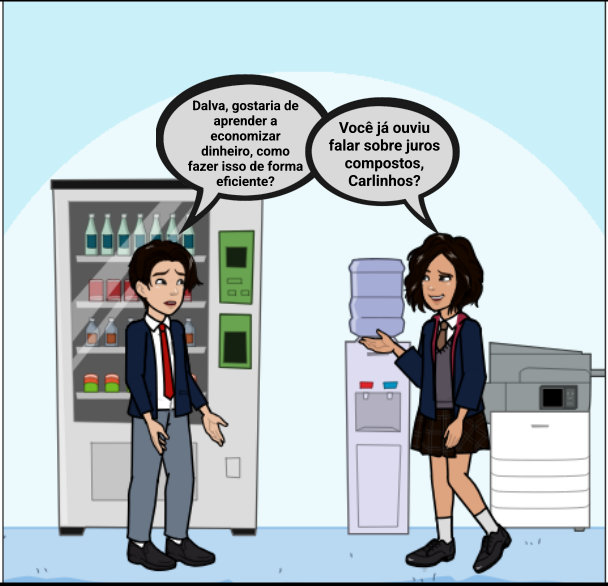 Dalva, gostaria de
aprender a
economizar
dinheiro, como
fazer isso de forma
eficiente?
Você já ouviu
falar sobre juros
compostos,
Carlinhos?